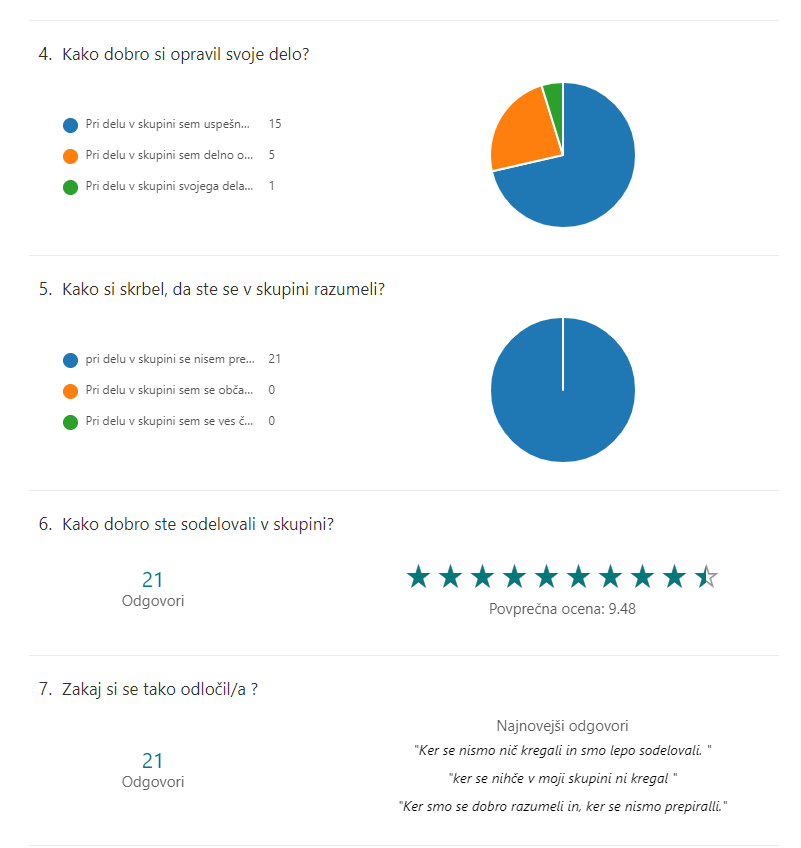 4. Kako dobro si opravil svoje delo?
Pri delu v skupini sem uspešn... 15
Pri delu v skupini sem delno o... 5
Pri delu v skupini svojega dela... 1
5. Kako si skrbel, da ste se v skupini razumeli?
pri delu v skupini se nisem pre... 21
Pri delu v skupini sem se obča... 0
Pri delu v skupini sem se ves č... 0
6. Kako dobro ste sodelovali v skupini?
21
Odgovori
Povprečna ocena: 9.48
7. Zakaj si se tako odločil/a ?
21
Odgovori
Najnovejši odgovori
"Ker se nismo nič kregali in smo lepo sodelovali. "
"ker se nihče v moji skupini ni kregal "
"Ker smo se dobro razumeli in, ker se nismo prepiralli."